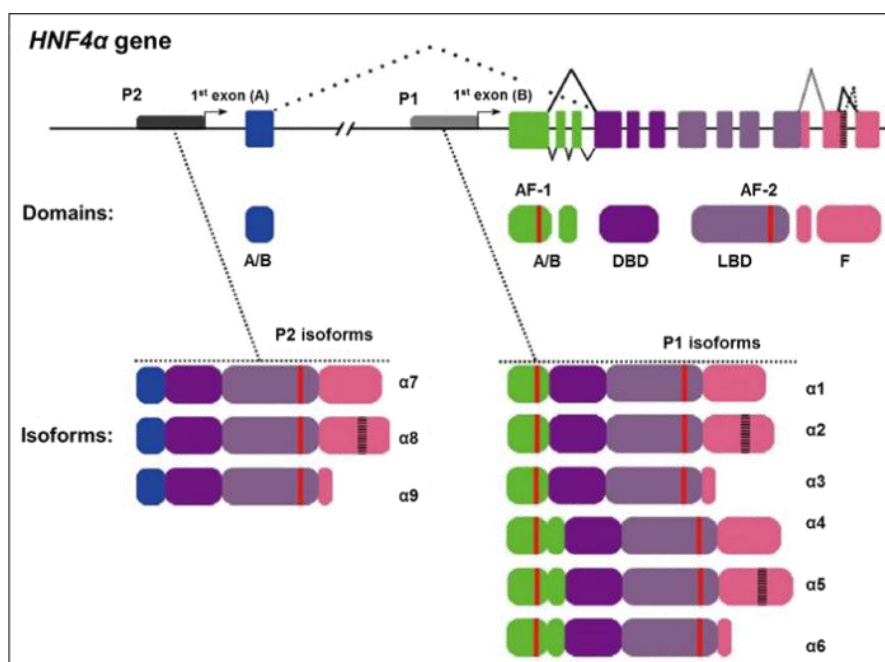 HNF4α gene
P2
1st exon (A)
P1
1st exon (B)
Domains:
AF-1
AF-2
A/B
A/B
DBD
LBD
F
P2 isoforms
P1 isoforms
Isoforms:
α7
α8
α9
α1
α2
α3
α4
α5
α6